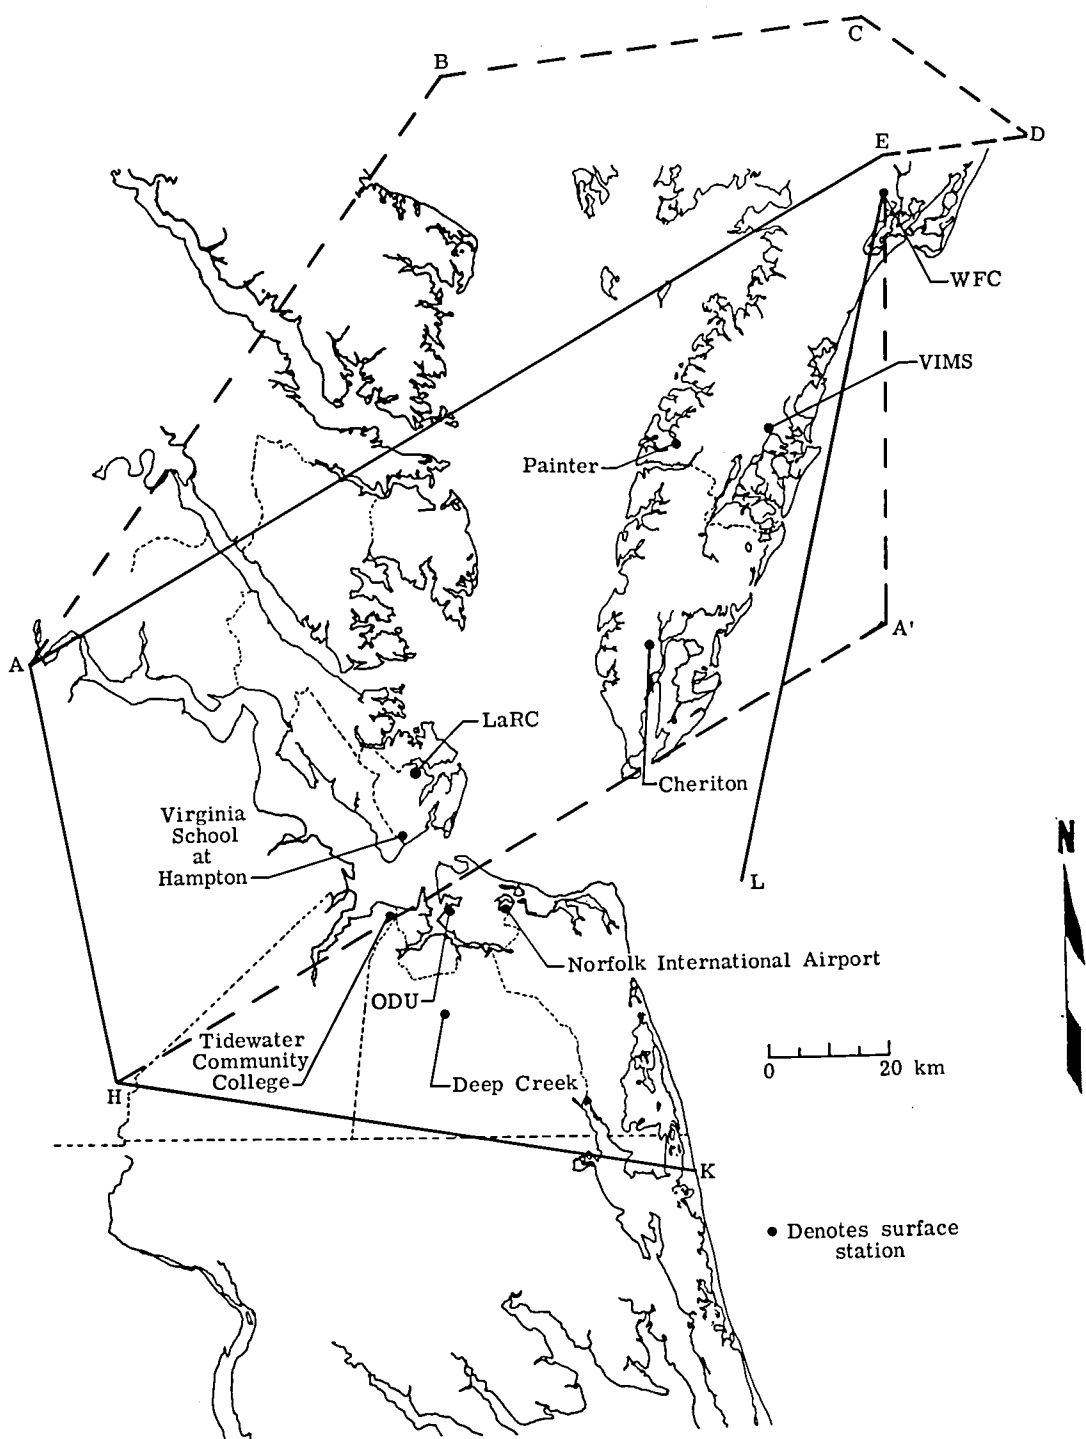 C
B
D
E
WFC
VIMS
Painter
A'
A
LaRC
Cheriton
Virginia
School
at
Hampton
N
L
Norfolk International Airport
ODU
Tidewater
Community
College
0 20 km
Deep Creek
H
K
Denotes surface
station